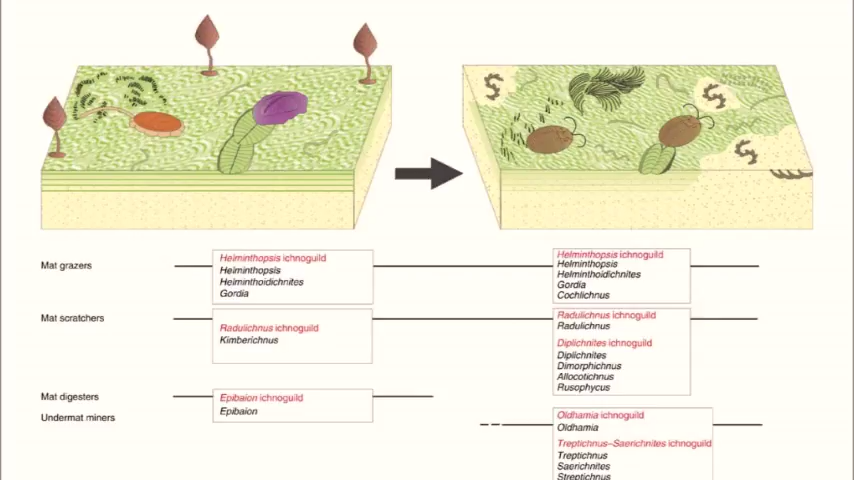 Mat grazers
Helminthopsis ichnoguild
Helminthopsis
Helminthoidichnites
Gordia
Helminthopsis ichnoguild
Helminthopsis
Helminthoidichnites
Gordia
Cochlichnus
Mat scratchers
Radulichnus ichnoguild
Kimberichnus
Radulichnus ichnoguild
Radulichnus
Diplichnites ichnoguild
Diplichnites
Dimorphichnus
Allocotichnus
Rusophycus
Mat digesters
Epibaion ichnoguild
Epibaion
Undermat miners
Oldhamia ichnoguild
Oldhamia
Treptichnus–Saerichnites ichnoguild
Treptichnus
Saerichnites
Streptichnus